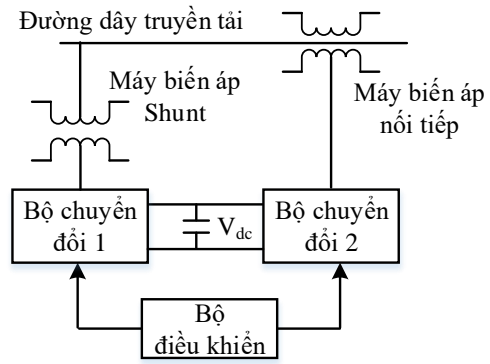 Đường dây truyền tải
Máy biến áp
Shunt
Máy biến áp
nối tiếp
Bộ chuyển
đổi 1
Vdc
Bộ chuyển
đổi 2
Bộ
điều khiển